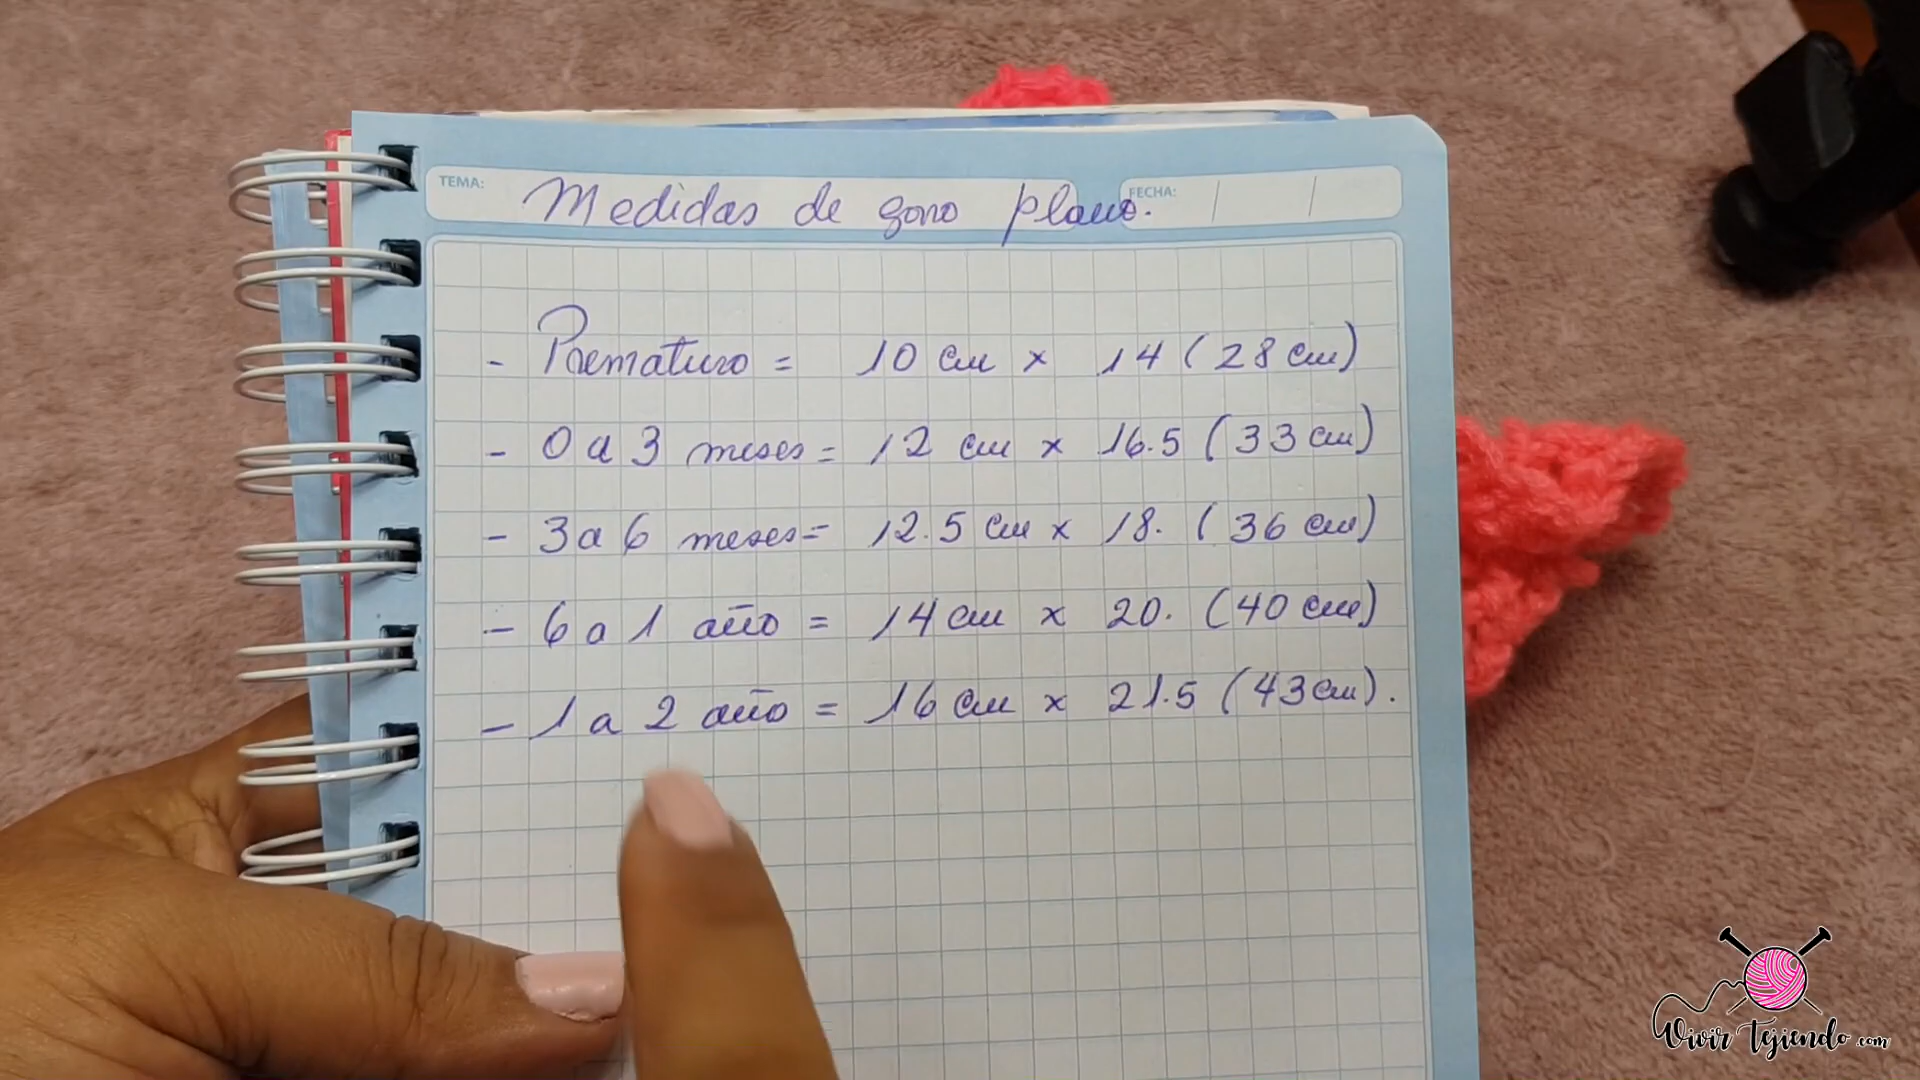 TEMA: Medidas de gorro plano. FECHA:
- Prematuro = 10 cm x 14 (28 cm)
- 0 a 3 meses = 12 cm x 16.5 (33 cm)
- 3 a 6 meses = 12.5 cm x 18. (36 cm)
- 6 a 1 año = 14 cm x 20. (40 cm)
- 1 a 2 año = 16 cm x 21.5 (43 cm).
Vivir Tejiendo .com